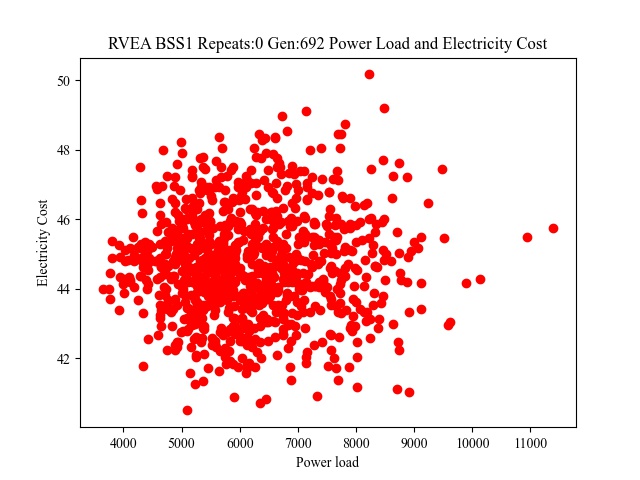 RVEA BSS1 Repeats:0 Gen:692 Power Load and Electricity Cost
50
48
46
44
42
Electricity Cost
4000 5000 6000 7000 8000 9000 10000 11000
Power load